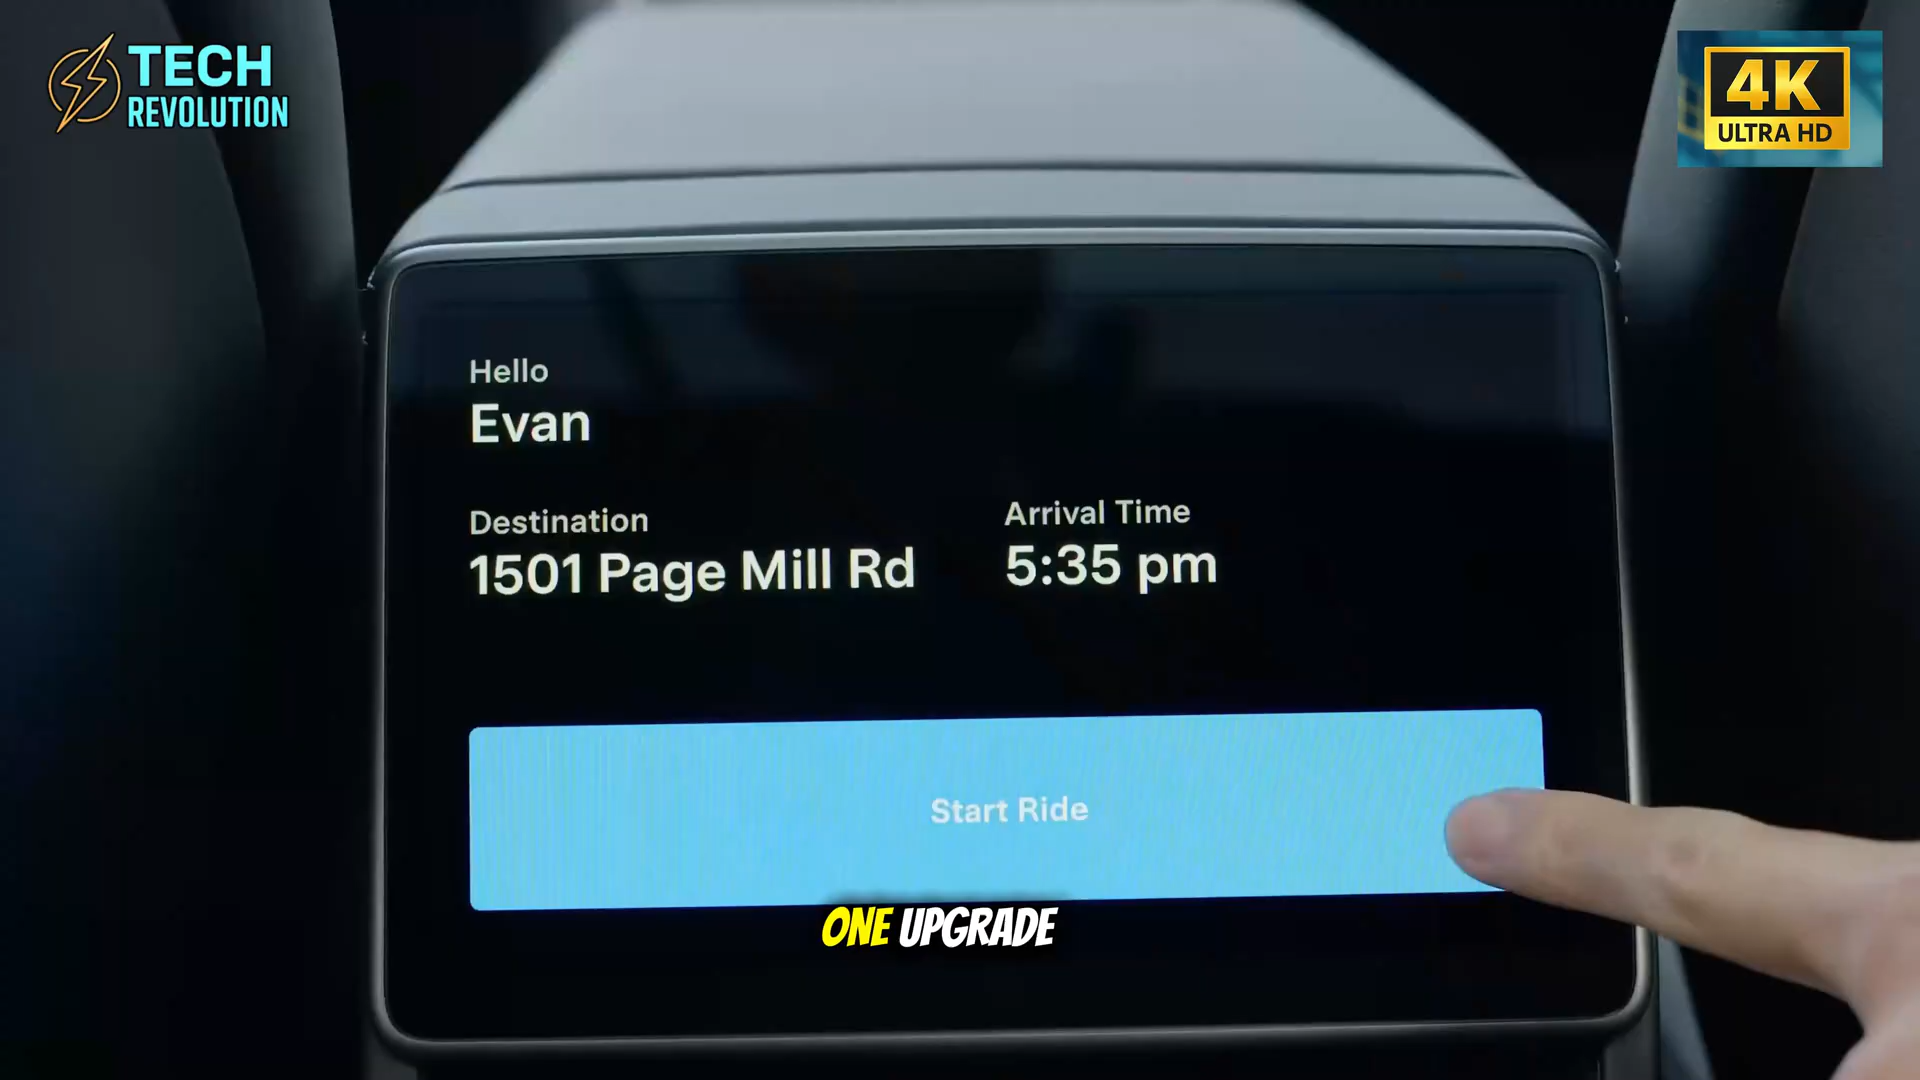 TECH
REVOLUTION
4K
ULTRA HD
Hello
Evan
Destination
1501 Page Mill Rd
Arrival Time
5:35 pm
Start Ride
ONE UPGRADE